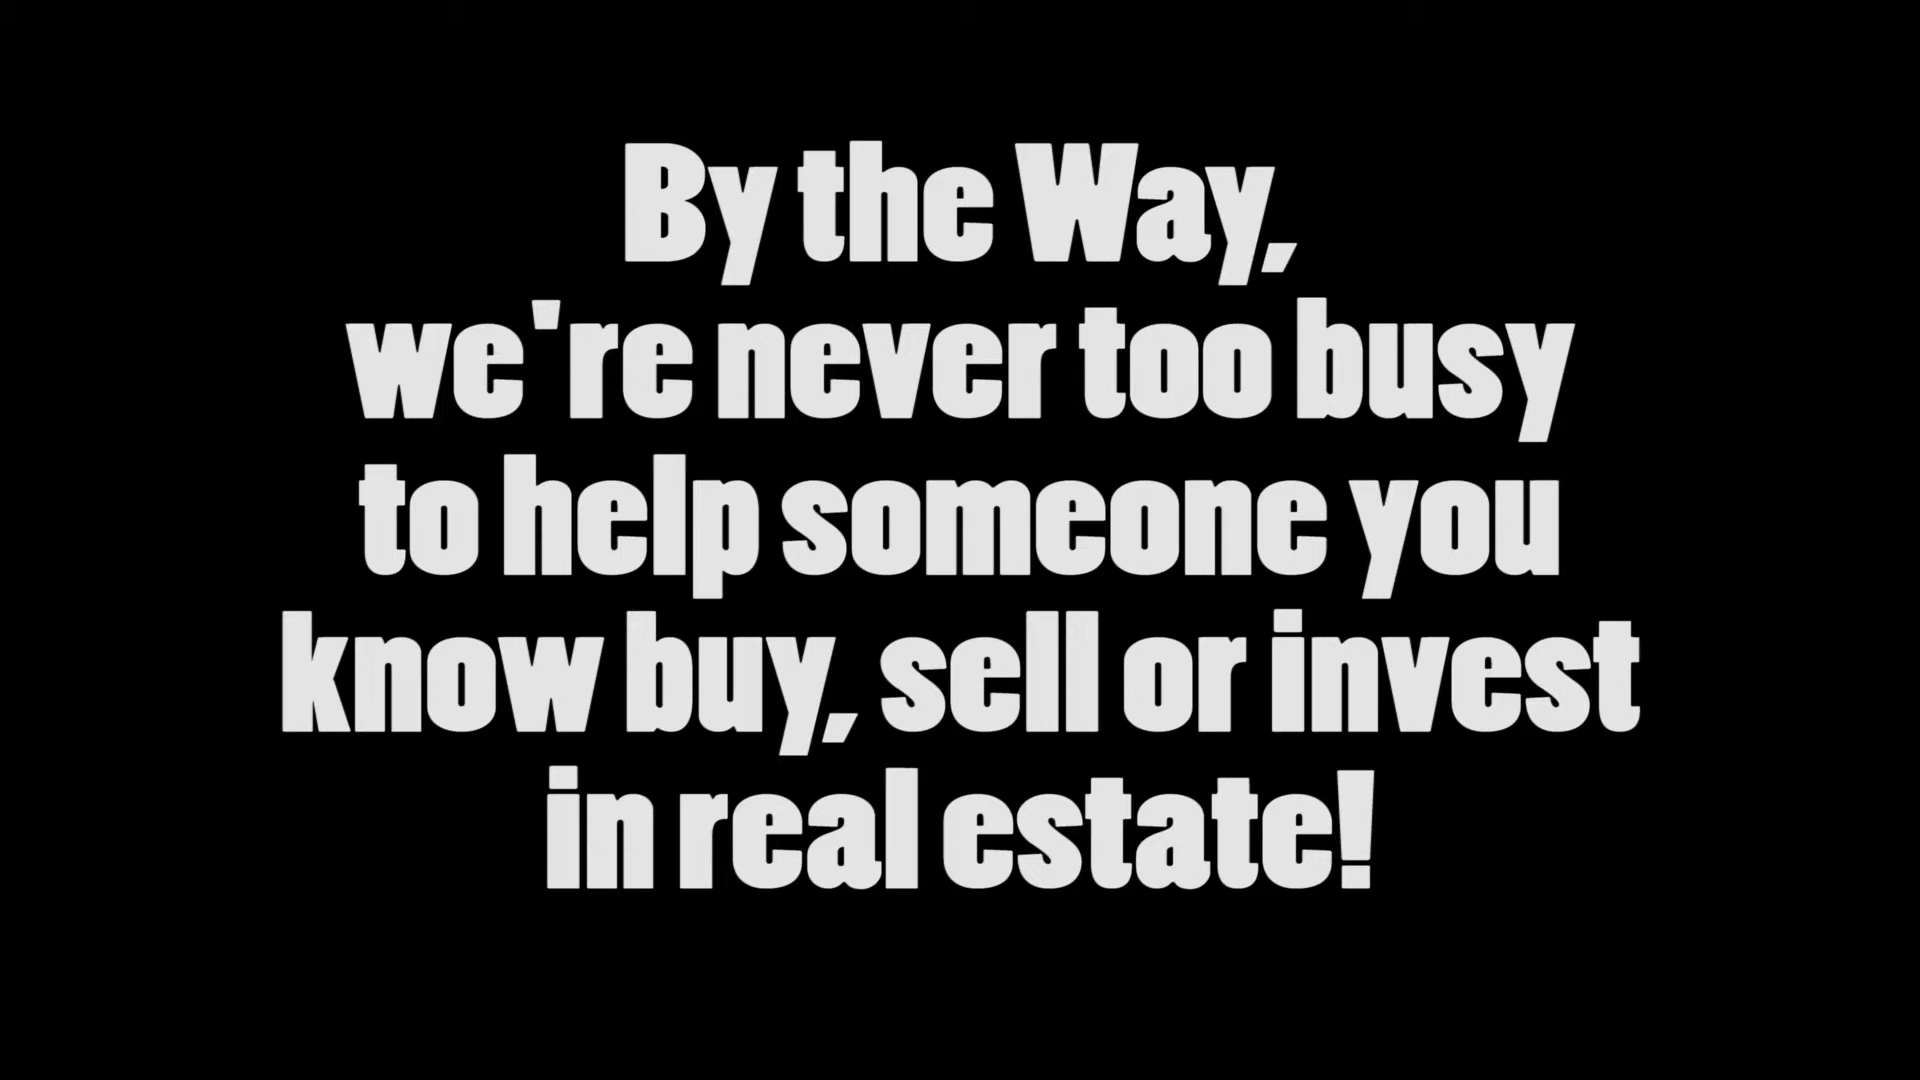 By the Way,
we're never too busy
to help someone you
know buy, sell or invest
in real estate!